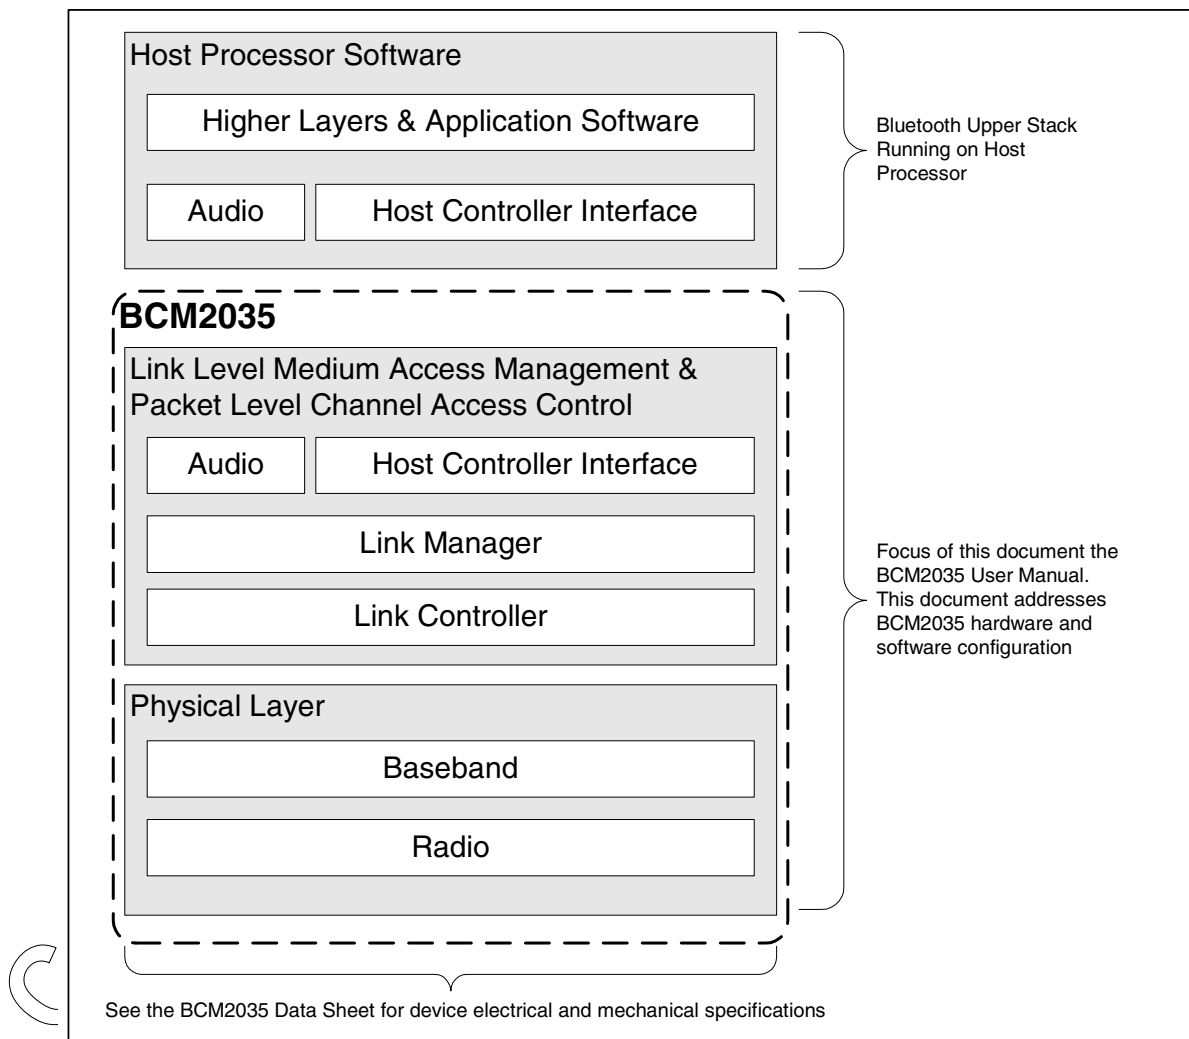 Host Processor Software
Higher Layers & Application Software
Audio
Host Controller Interface
Bluetooth Upper Stack
Running on Host
Processor
BCM2035
Link Level Medium Access Management &
Packet Level Channel Access Control
Audio
Host Controller Interface
Link Manager
Link Controller
Focus of this document the
BCM2035 User Manual.
This document addresses
BCM2035 hardware and
software configuration
Physical Layer
Baseband
Radio
See the BCM2035 Data Sheet for device electrical and mechanical specifications